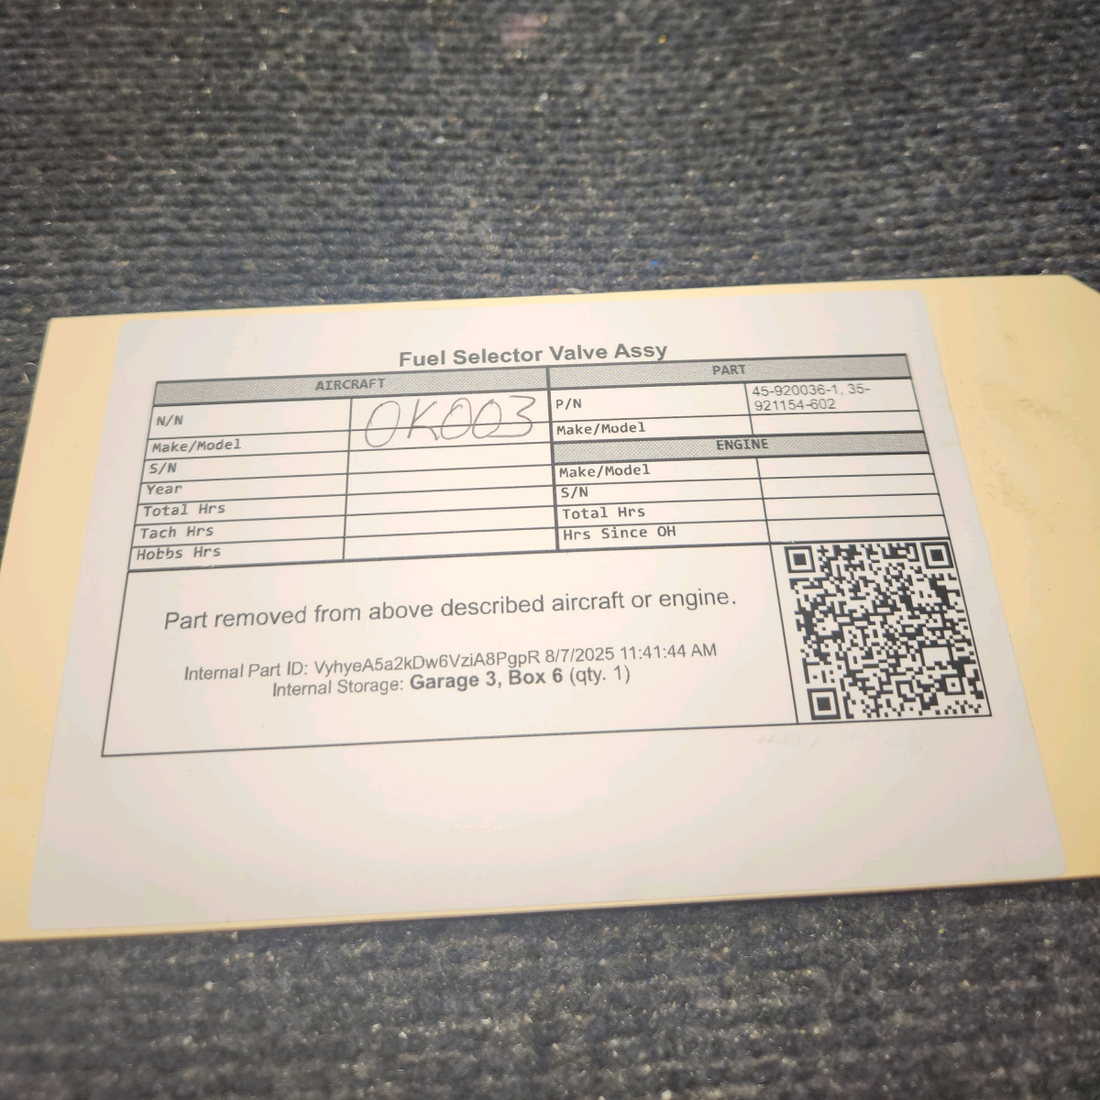 Fuel Selector Valve Assy
AIRCRAFT
N/N
OK003
Make/Model
S/N
Year
Total Hrs
Tach Hrs
Hobbs Hrs
PART
P/N
45-920036-1, 35-
921154-602
Make/Model
ENGINE
Make/Model
S/N
Total Hrs
Hrs Since OH
Part removed from above described aircraft or engine.
Internal Part ID: VyhyeA5a2kDw6VziA8PgpR 8/7/2025 11:41:44 AM
Internal Storage: Garage 3, Box 6 (qty. 1)